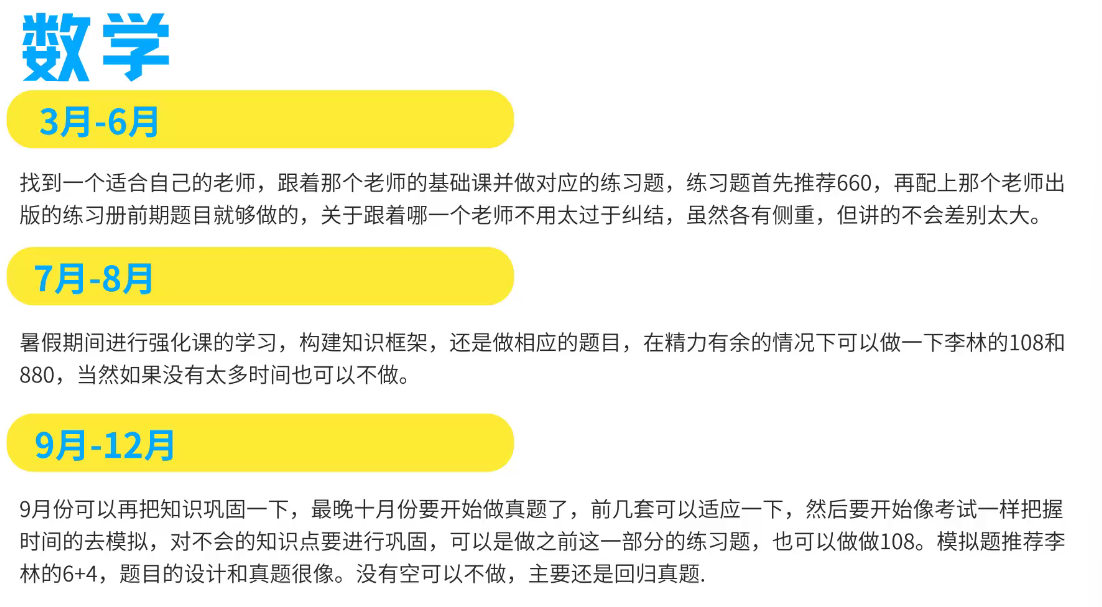 数学
3月-6月
找到一个适合自己的老师，跟着那个老师的基础课并做对应的练习题，练习题首先推荐660，再配上那个老师出
版的练习册前期题目就够做的，关于跟着哪一个老师不用太过于纠结，虽然各有侧重，但讲的不会差别太大。
7月-8月
暑假期间进行强化课的学习，构建知识框架，还是做相应的题目，在精力有余的情况下可以做一下李林的108和
880，当然如果没有太多时间也可以不做。
9月-12月
9月份可以再把知识巩固一下，最晚十月份要开始做真题了，前几套可以适应一下，然后要开始像考试一样把握
时间的去模拟，对不会的知识点要进行巩固，可以是做之前这一部分的练习题，也可以做做108。模拟题推荐李
林的6+4，题目的设计和真题很像。没有空可以不做，主要还是回归真题.